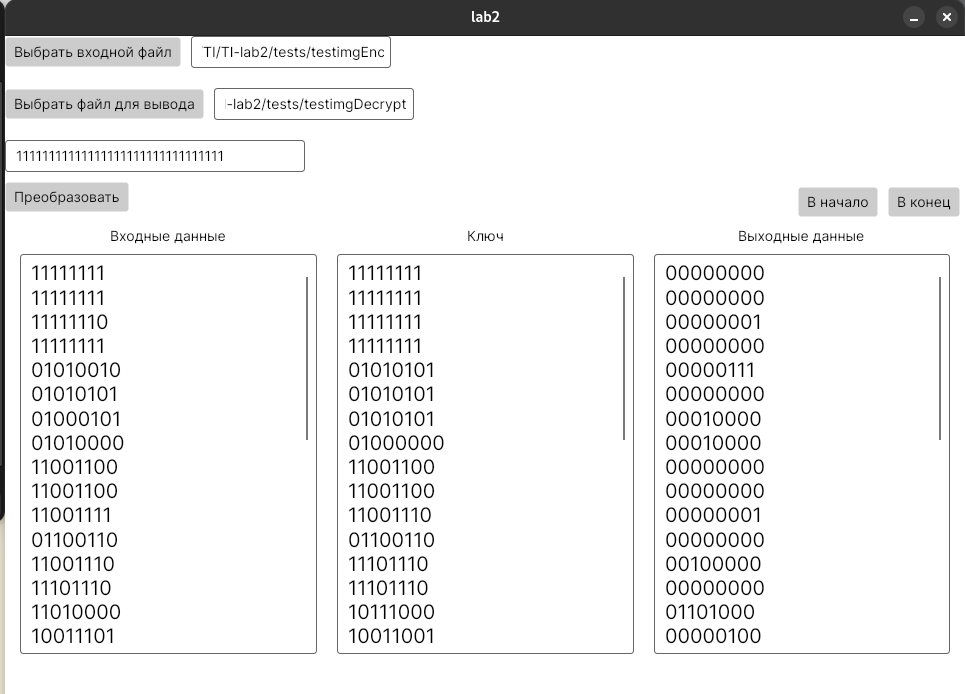 lab2
Выбрать входной файл
TI/TI-lab2/tests/testimgEnc
Выбрать файл для вывода
-lab2/tests/testimgDecrypt
Преобразовать
В начало
В конец
Входные данные
Ключ
Выходные данные
11111111 11111111 00000000
11111111 11111111 00000000
11111110 11111111 00000001
11111111 11111111 00000000
01010010 01010101 00000111
01010101 01010101 00000000
01000101 01010101 00010000
01010000 01000000 00010000
11001100 11001100 00000000
11001100 11001100 00000000
11001111 11001110 00000001
01100110 01100110 00000000
11001110 11101110 00100000
11101110 11101110 00000000
11010000 10111000 01101000
10011101 10011001 00000100